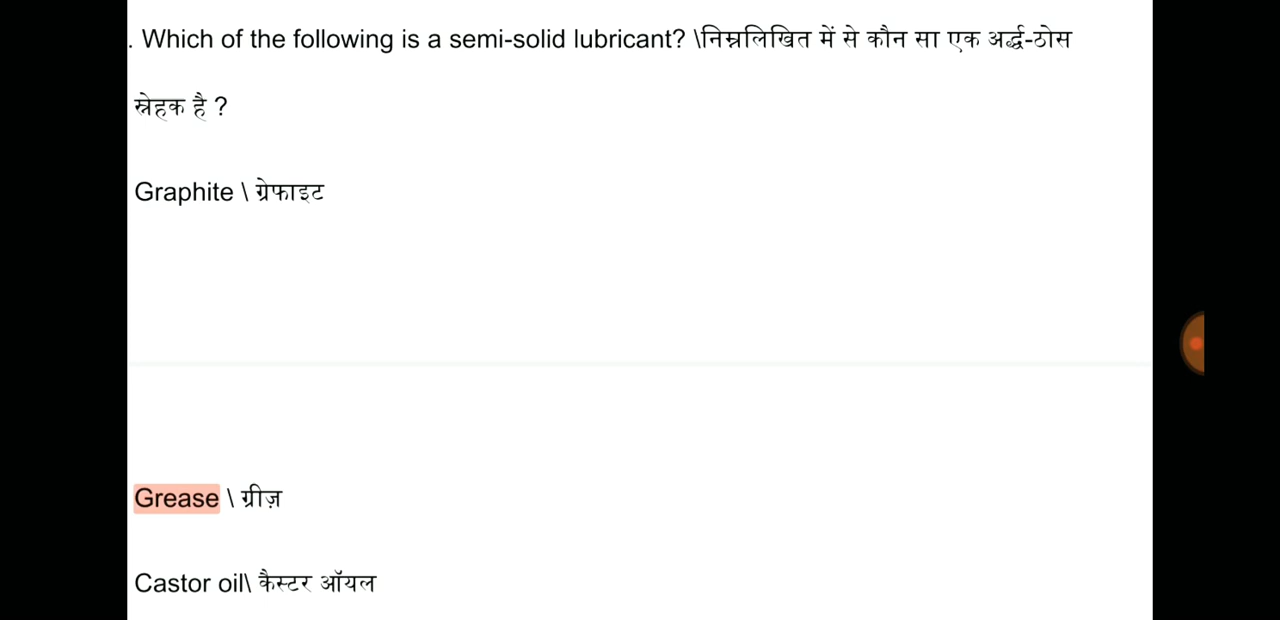 . Which of the following is a semi-solid lubricant? \निम्नलिखित में से कौन सा एक अर्द्ध-ठोस
स्नेहक है ?
Graphite \ ग्रेफाइट
Grease \ ग्रीज़
Castor oil\ कैस्टर ऑयल